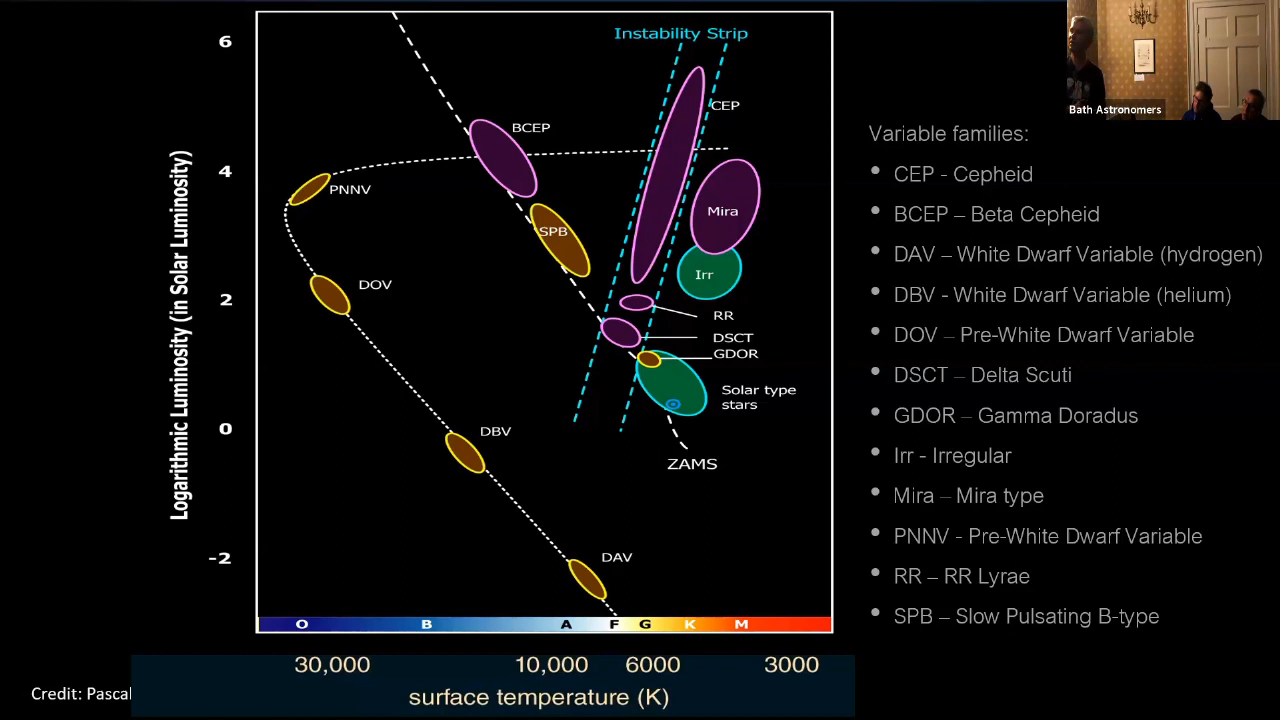 Instability Strip
6
4
2
0
-2
Logarithmic Luminosity (in Solar Luminosity)
CEP
BCEP
PNNV
Mira
SPB
Irr
DOV
RR
DSCT
GDOR
Solar type
stars
DBV
ZAMS
DAV
O B A F G K M
30,000 10,000 6000 3000
surface temperature (K)
Credit: Pascal
Bath Astronomers
Variable families:
• CEP - Cepheid
• BCEP – Beta Cepheid
• DAV – White Dwarf Variable (hydrogen)
• DBV - White Dwarf Variable (helium)
• DOV – Pre-White Dwarf Variable
• DSCT – Delta Scuti
• GDOR – Gamma Doradus
• Irr - Irregular
• Mira – Mira type
• PNNV - Pre-White Dwarf Variable
• RR – RR Lyrae
• SPB – Slow Pulsating B-type